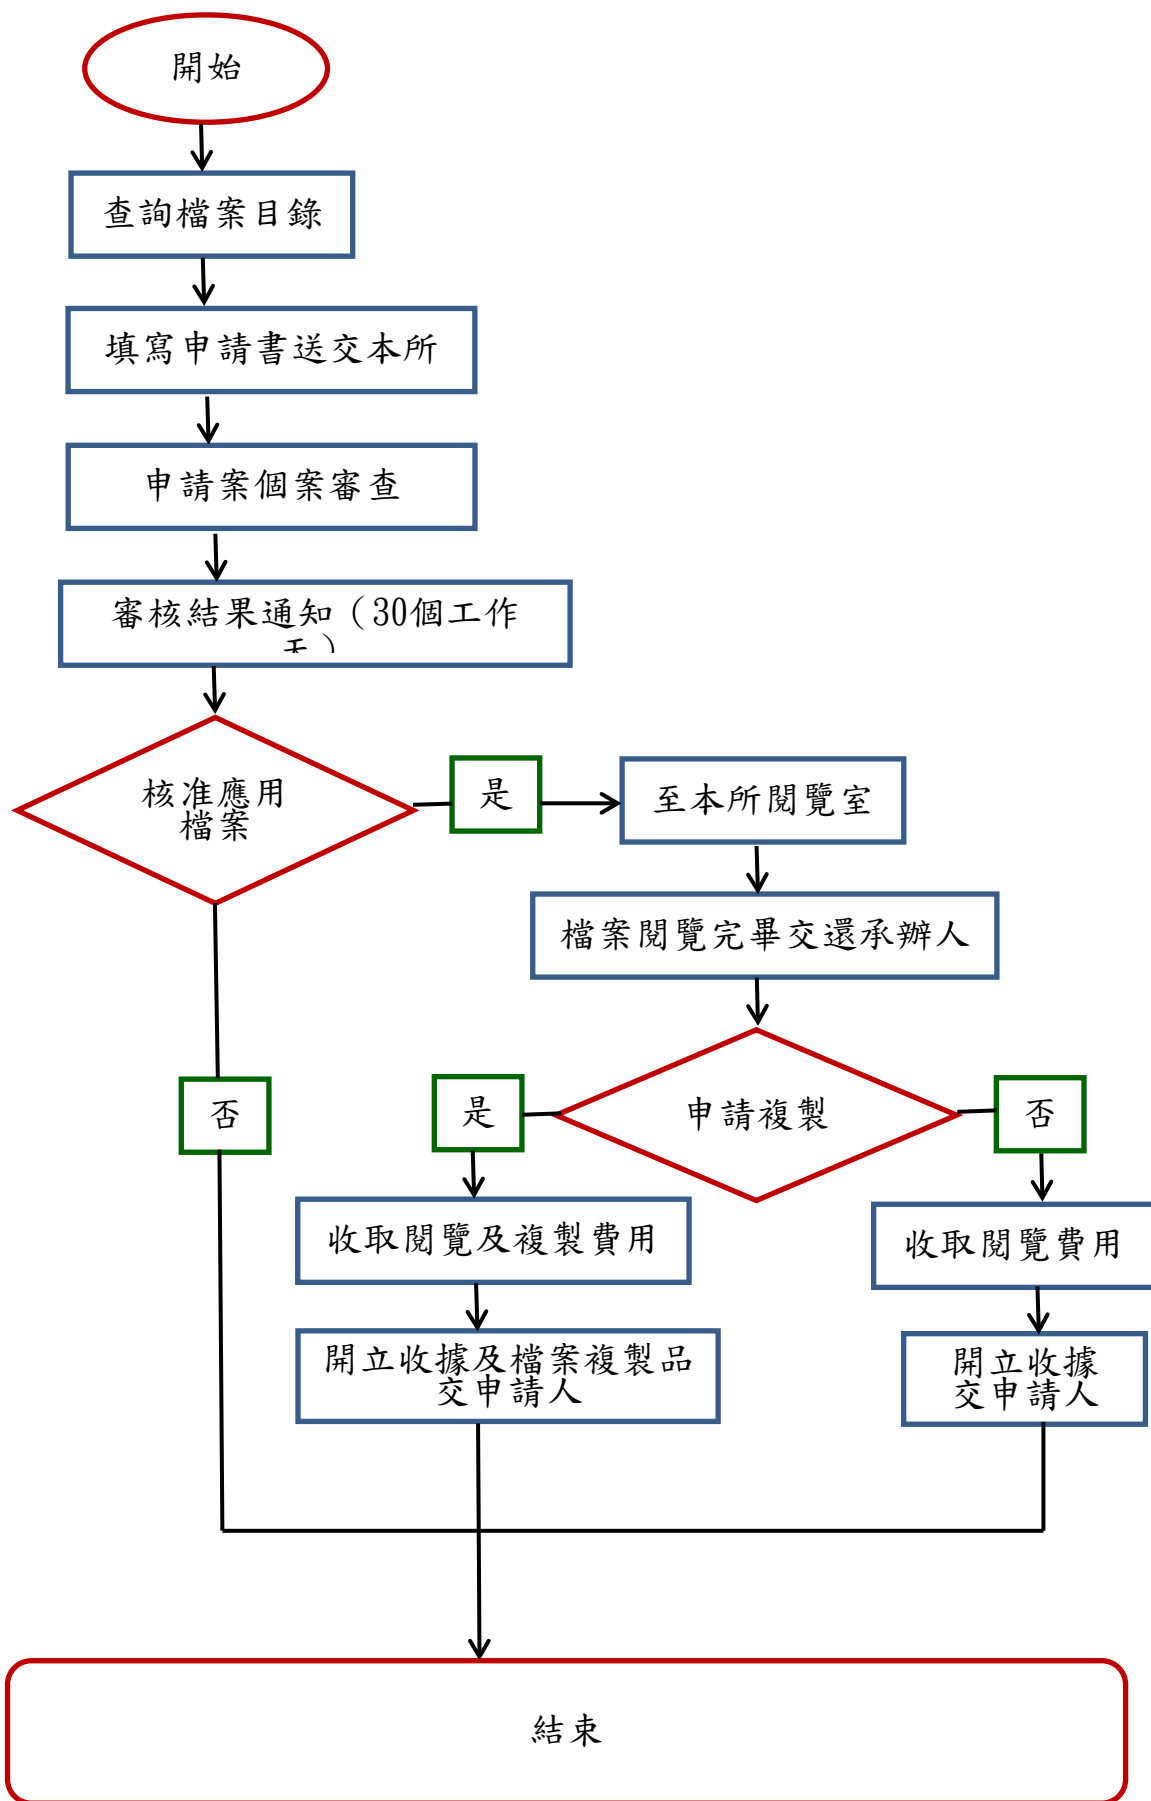 開始
查詢檔案目錄
填寫申請書送交本所
申請案個案審查
審核結果通知（30個工作
天）
核准應用
檔案
是
至本所閱覽室
檔案閱覽完畢交還承辦人
否
是
申請複製
否
收取閱覽及複製費用
收取閱覽費用
開立收據及檔案複製品
交申請人
開立收據
交申請人
結束